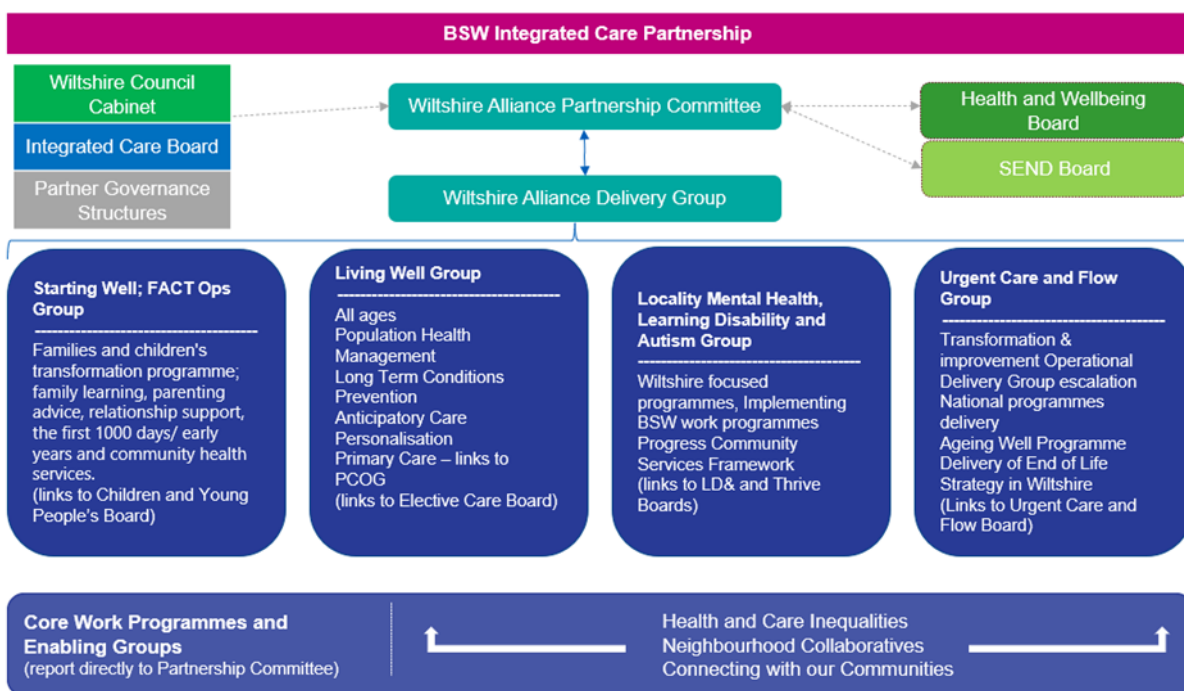 BSW Integrated Care Partnership
Wiltshire Council
Cabinet
Integrated Care Board
Partner Governance
Structures
Wiltshire Alliance Partnership Committee
Wiltshire Alliance Delivery Group
Health and Wellbeing
Board
SEND Board
Starting Well; FACT Ops
Group
Families and children's
transformation programme;
family learning, parenting
advice, relationship support,
the first 1000 days/ early
years and community health
services.
(links to Children and Young
People's Board)
Living Well Group
All ages
Population Health
Management
Long Term Conditions
Prevention
Anticipatory Care
Personalisation
Primary Care – links to
PCOG
(links to Elective Care Board)
Locality Mental Health,
Learning Disability and
Autism Group
Wiltshire focused
programmes, Implementing
BSW work programmes
Progress Community
Services Framework
(links to LD& and Thrive
Boards)
Urgent Care and Flow
Group
Transformation &
improvement Operational
Delivery Group escalation
National programmes
delivery
Ageing Well Programme
Delivery of End of Life
Strategy in Wiltshire
(Links to Urgent Care and
Flow Board)
Core Work Programmes and
Enabling Groups
(report directly to Partnership Committee)
Health and Care Inequalities
Neighbourhood Collaboratives
Connecting with our Communities